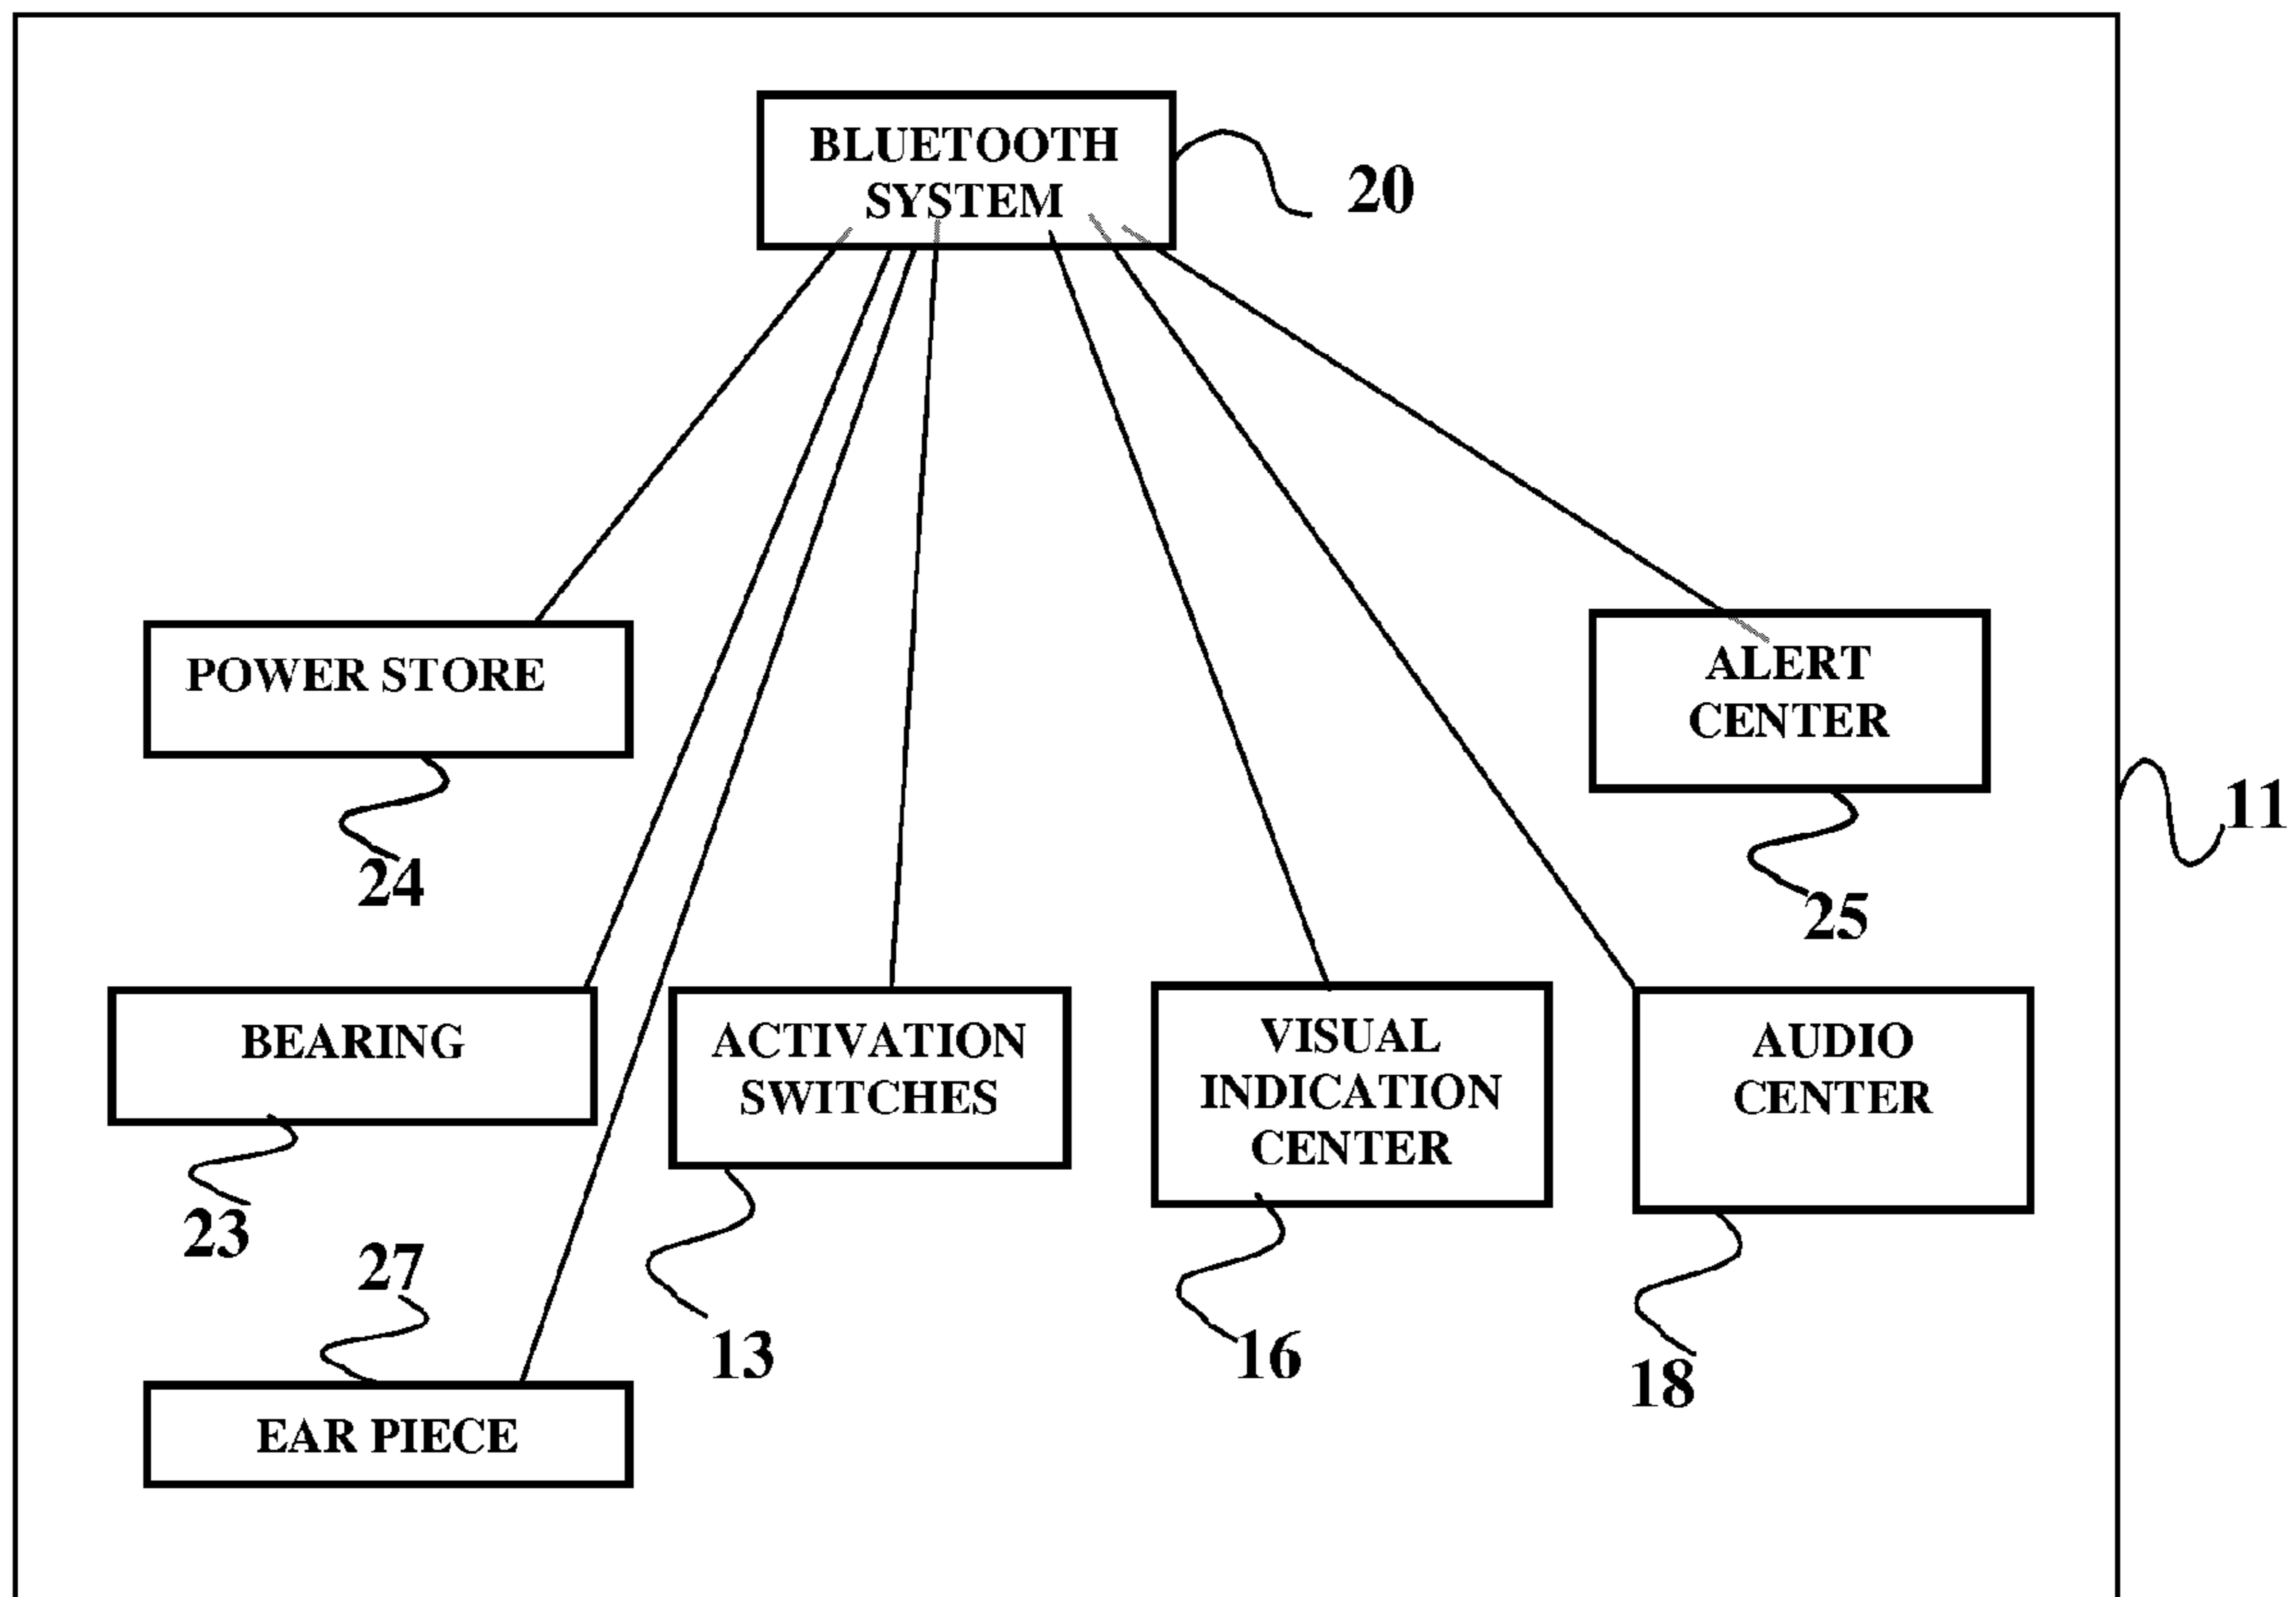 BLUETOOTH
SYSTEM
20
POWER STORE
24
ALERT
CENTER
25
11
BEARING
23
ACTIVATION
SWITCHES
13
VISUAL
INDICATION
CENTER
16
AUDIO
CENTER
18
27
EAR PIECE